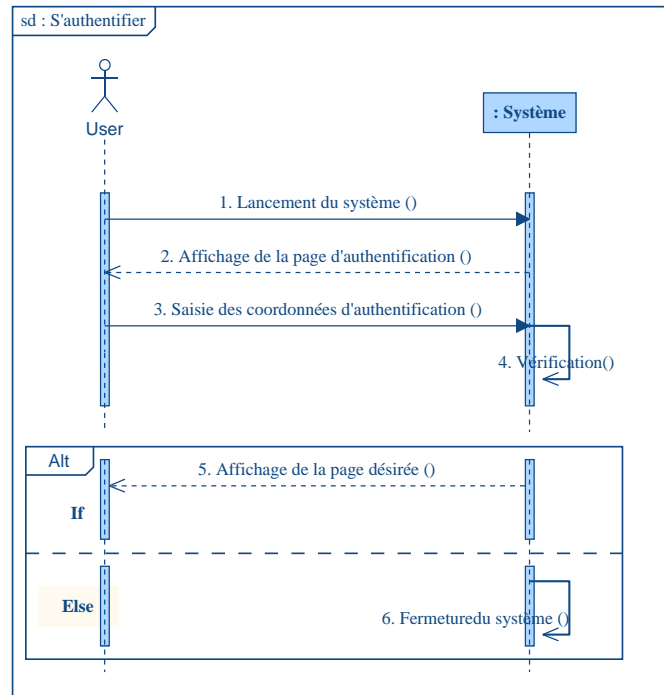 sd : S'authentifier
User
: Système
1. Lancement du système ()
2. Affichage de la page d'authentification ()
3. Saisie des coordonnées d'authentification ()
4. Vérification()
Alt
5. Affichage de la page désirée ()
If
Else
6. Fermeturedu système ()